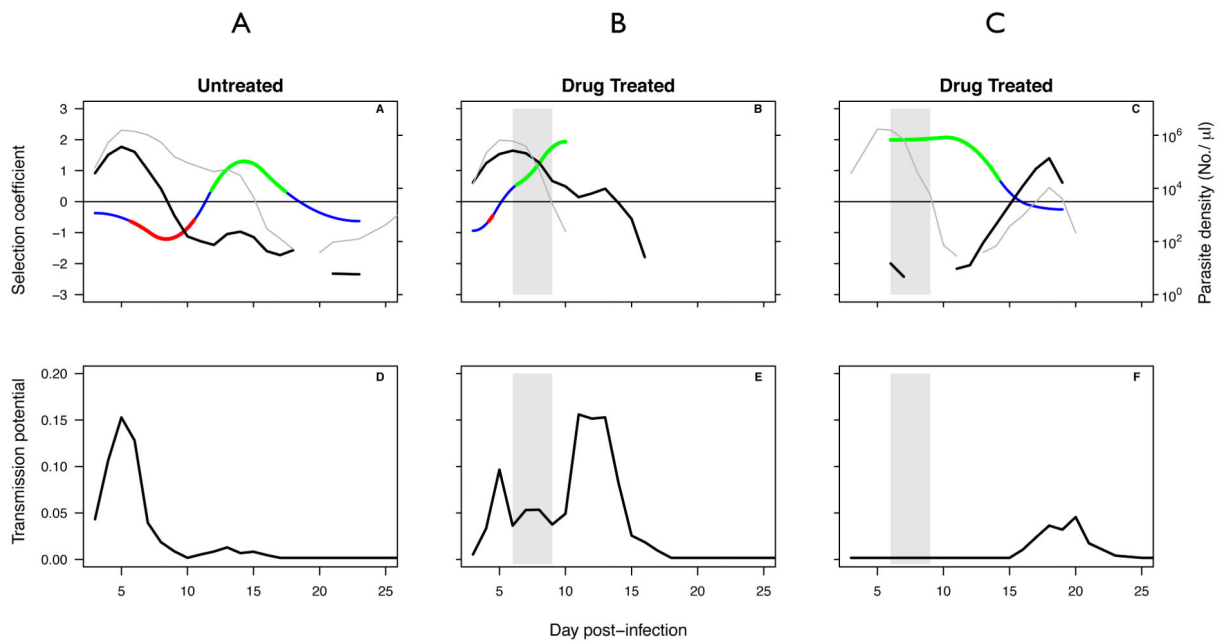 A B C
Untreated Drug Treated Drug Treated
A B C
3
2
1
0
−1
−2
−3
Selection coefficient
10⁶
10⁴
10²
10⁰
Parasite density (No./ µl)
D E F
0.20
0.15
0.10
0.05
0.00
Transmission potential
5 10 15 20 25 5 10 15 20 25 5 10 15 20 25
Day post−infection